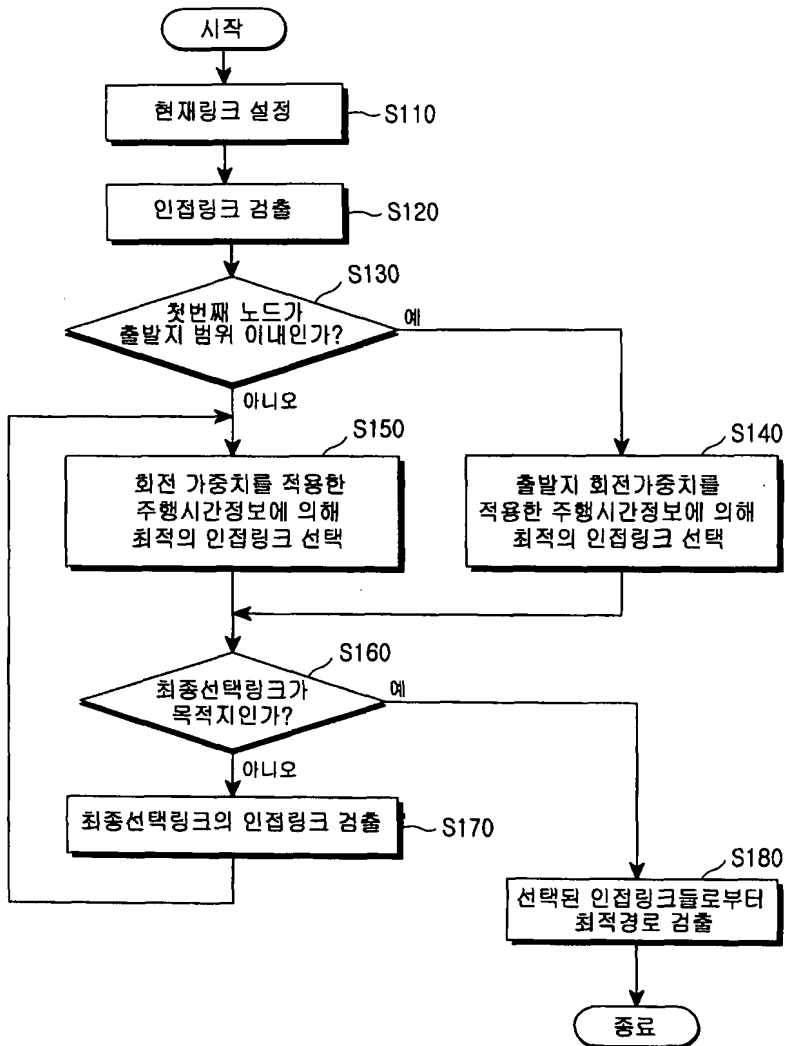 시작
현재링크 설정
S110
인접링크 검출
S120
S130
첫번째 노드가
출발지 범위 이내인가?
예
아니오
S150
회전 가중치를 적용한
주행시간정보에 의해
최적의 인접링크 선택
S140
출발지 회전가중치를
적용한 주행시간정보에 의해
최적의 인접링크 선택
S160
최종선택링크가
목적지인가?
예
아니오
최종선택링크의 인접링크 검출
S170
S180
선택된 인접링크들로부터
최적경로 검출
종료